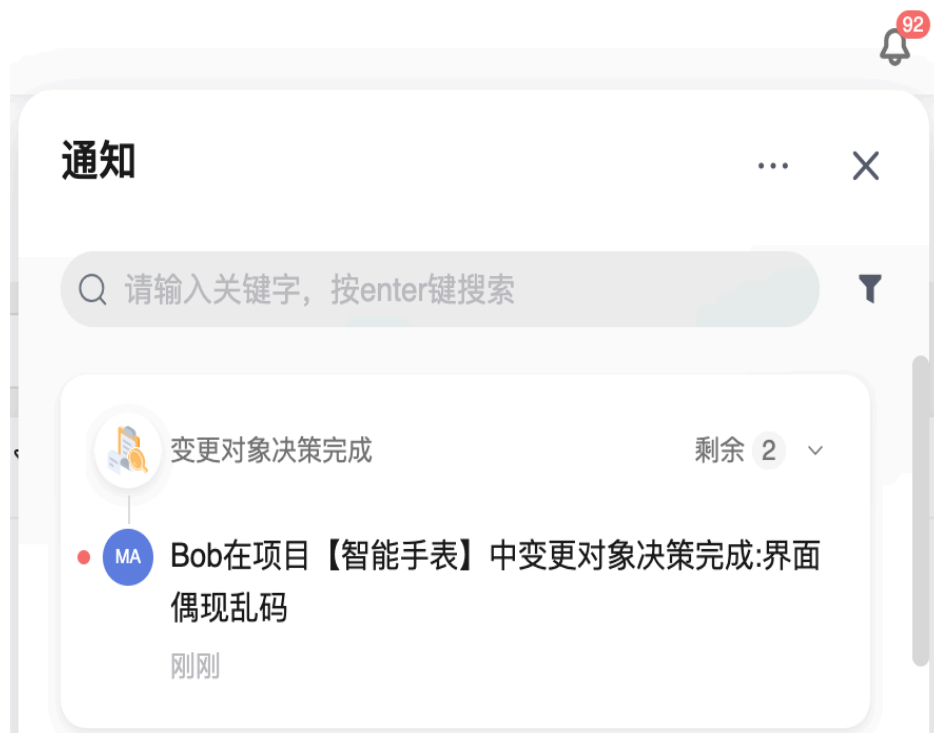 92
通知
请输入关键字，按enter键搜索
变更对象决策完成
剩余 2
MA
Bob在项目【智能手表】中变更对象决策完成:界面
偶现乱码
刚刚